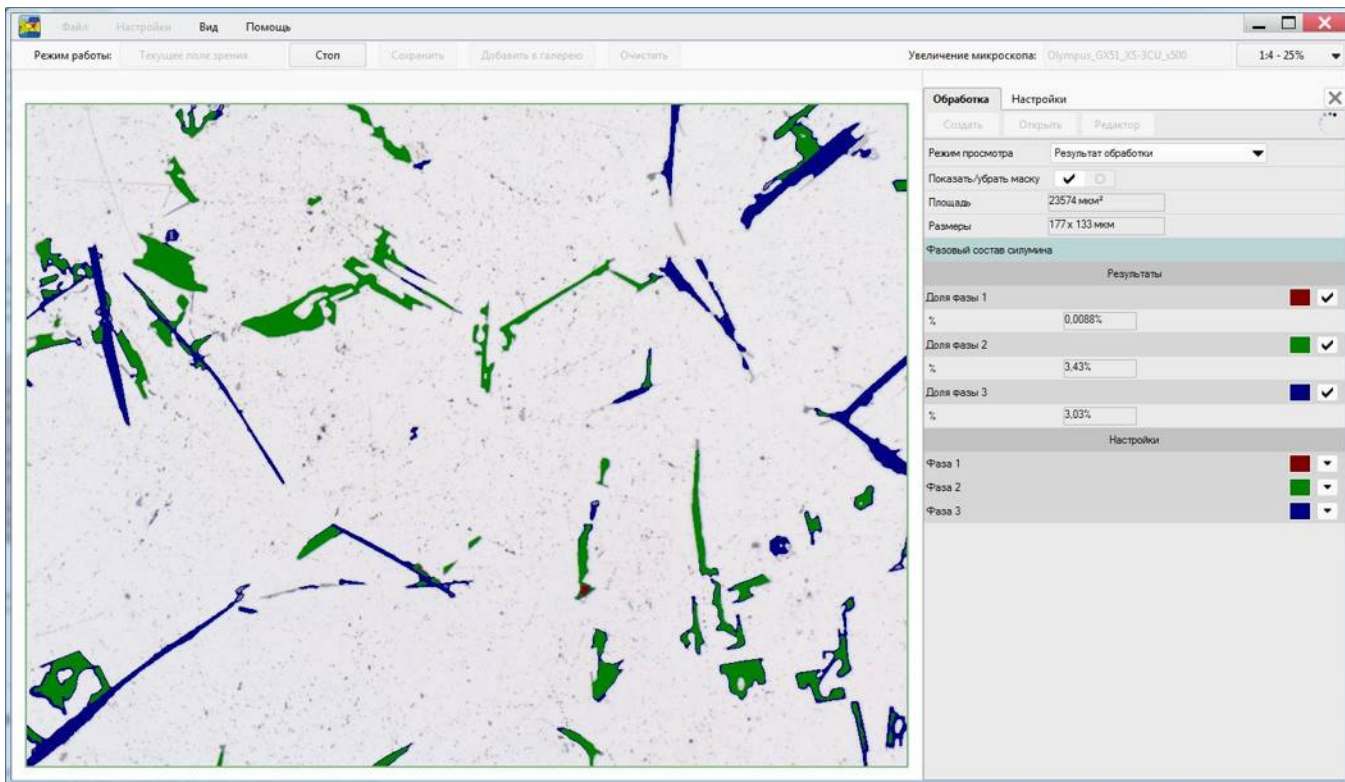 Файл Настройки Вид Помощь
Режим работы: Текущее поле зрения Стоп Сохранить Добавить в галерею Очистить Увеличение микроскопа: Olympus_GX51_XS-3CU_x500 1:4 - 25%
Обработка Настройки
Создать Открыть Редактор
Режим просмотра Результат обработки
Показать/убрать маску
Площадь 23574 мкм²
Размеры 177 x 133 мкм
Фазовый состав силумина
Результаты
Доля фазы 1
% 0,0088%
Доля фазы 2
% 3,43%
Доля фазы 3
% 3,03%
Настройки
Фаза 1
Фаза 2
Фаза 3